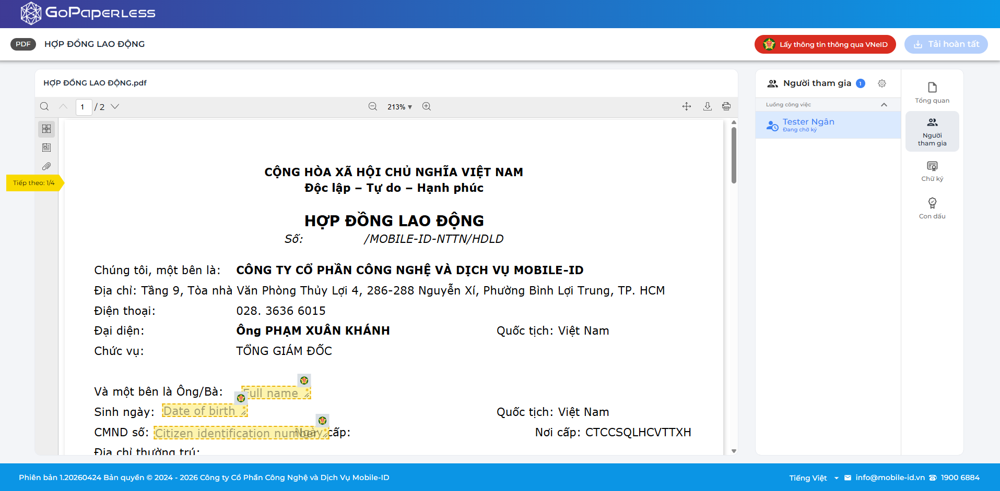 GoPaperless
PDF HỢP ĐỒNG LAO ĐỘNG
Lấy thông tin thông qua VNeID
Tải hoàn tất
HỢP ĐỒNG LAO ĐỘNG.pdf
1 / 2
213%
Người tham gia 1
Luồng công việc
Tester Ngân
Đang chờ ký
Tổng quan
Người tham gia
Chữ ký
Con dấu
Tiếp theo: 1/4
CỘNG HÒA XÃ HỘI CHỦ NGHĨA VIỆT NAM
Độc lập – Tự do – Hạnh phúc
HỢP ĐỒNG LAO ĐỘNG
Số: /MOBILE-ID-NTTN/HDLD
Chúng tôi, một bên là: CÔNG TY CỔ PHẦN CÔNG NGHỆ VÀ DỊCH VỤ MOBILE-ID
Địa chỉ: Tầng 9, Tòa nhà Văn Phòng Thủy Lợi 4, 286-288 Nguyễn Xí, Phường Bình Lợi Trung, TP. HCM
Điện thoại: 028. 3636 6015
Đại diện: Ông PHẠM XUÂN KHÁNH Quốc tịch: Việt Nam
Chức vụ: TỔNG GIÁM ĐỐC
Và một bên là Ông/Bà: Full name *
Sinh ngày: Date of birth * Quốc tịch: Việt Nam
CMND số: Citizen identification number * Ngày cấp: Nơi cấp: CTCCSQLHCVTTXH
Địa chỉ thường trú:
Phiên bản 1.20260424 Bản quyền © 2024 - 2026 Công ty Cổ Phần Công Nghệ và Dịch Vụ Mobile-ID
Tiếng Việt info@mobile-id.vn 1900 6884